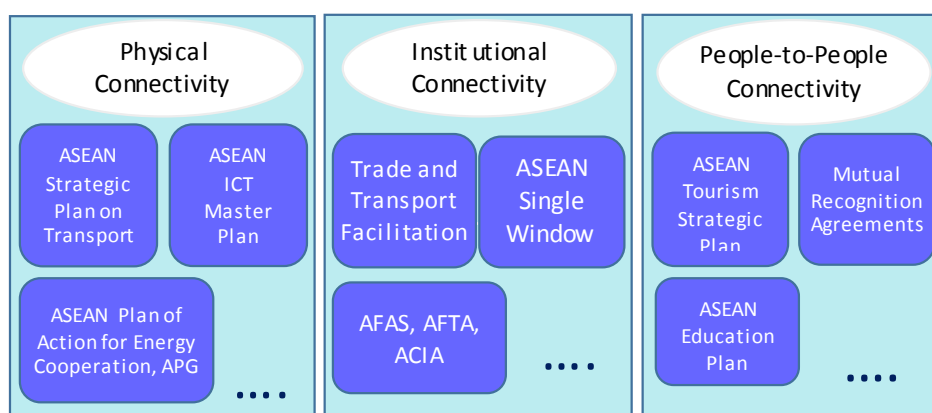 Physical
Connectivity
ASEAN
Strategic
Plan on
Transport
ASEAN
ICT
Master
Plan
ASEAN Plan of
Action for Energy
Cooperation, APG
....
Institutional
Connectivity
Trade and
Transport
Facilitation
ASEAN
Single
Window
AFAS, AFTA,
ACIA
....
People-to-People
Connectivity
ASEAN
Tourism
Strategic
Plan
Mutual
Recognition
Agreements
ASEAN
Education
Plan
....